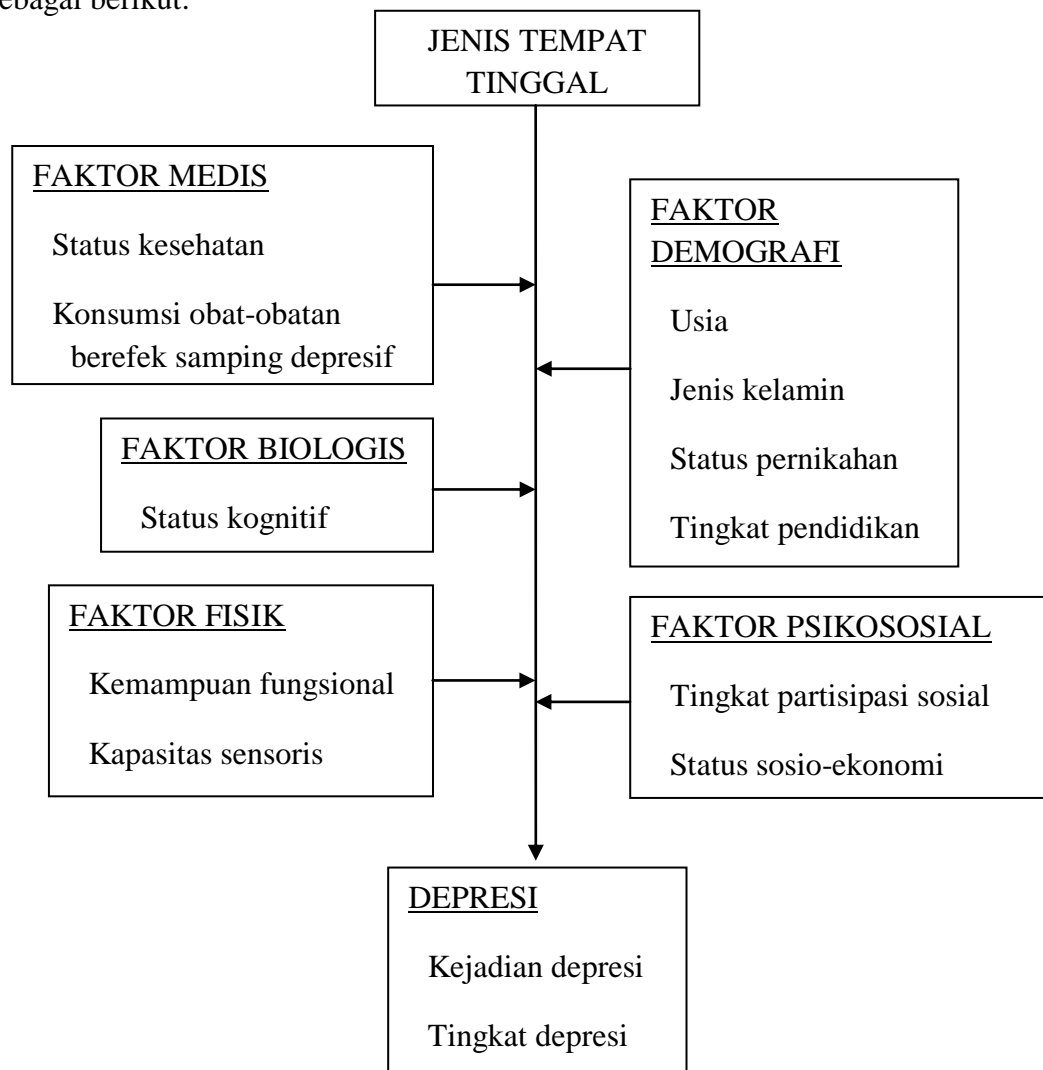 sebagai berikut:
JENIS TEMPAT
TINGGAL
FAKTOR MEDIS
Status kesehatan
Konsumsi obat-obatan
berefek samping depresif
FAKTOR
DEMOGRAFI
Usia
Jenis kelamin
Status pernikahan
Tingkat pendidikan
FAKTOR BIOLOGIS
Status kognitif
FAKTOR FISIK
Kemampuan fungsional
Kapasitas sensoris
FAKTOR PSIKOSOSIAL
Tingkat partisipasi sosial
Status sosio-ekonomi
DEPRESI
Kejadian depresi
Tingkat depresi